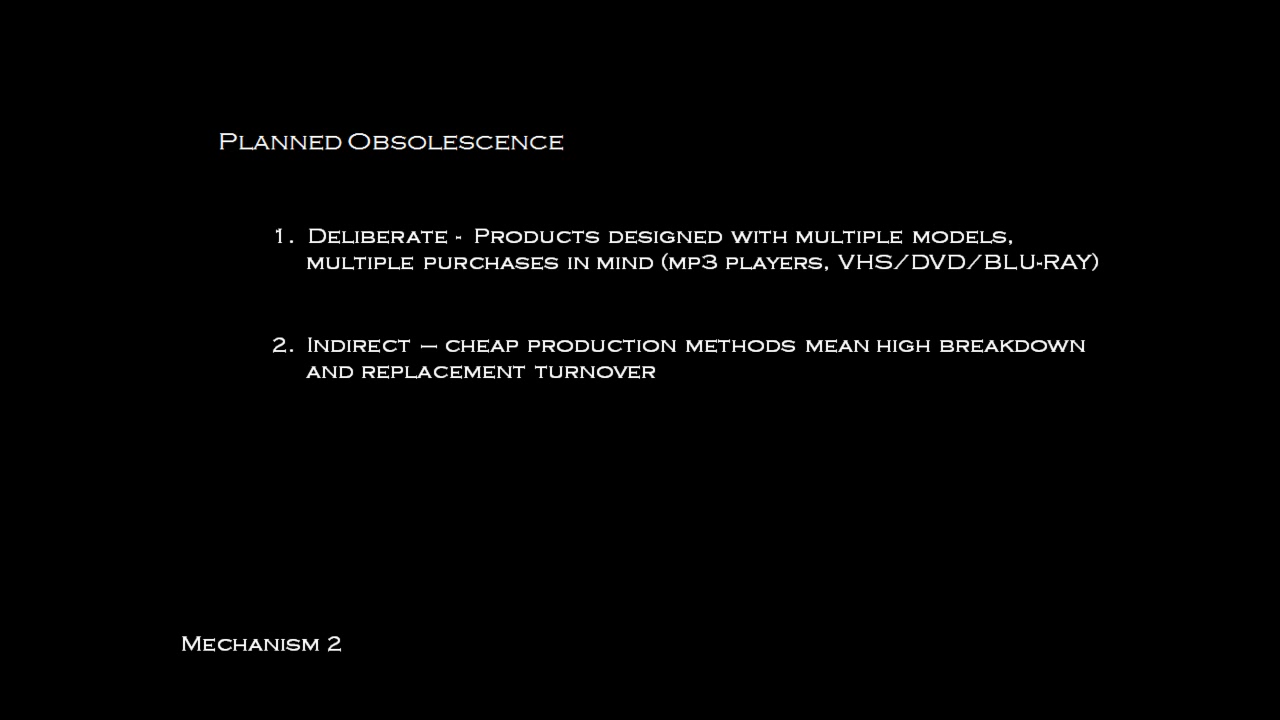 Planned Obsolescence
1. Deliberate - Products designed with multiple models,
multiple purchases in mind (mp3 players, VHS/DVD/BLU-RAY)
2. Indirect – cheap production methods mean high breakdown
and replacement turnover
Mechanism 2